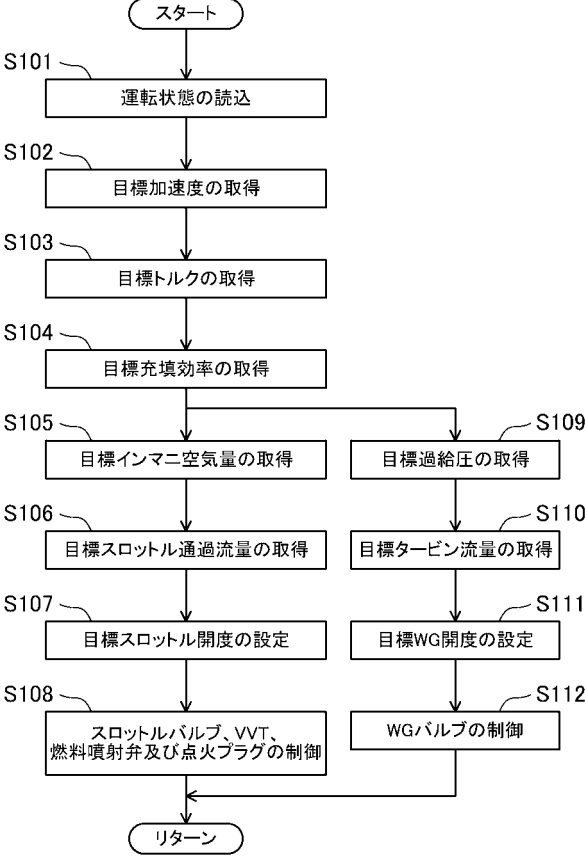 スタート
S101
運転状態の読込
S102
目標加速度の取得
S103
目標トルクの取得
S104
目標充填効率の取得
S105
目標インマニ空気量の取得
S106
目標スロットル通過流量の取得
S107
目標スロットル開度の設定
S108
スロットルバルブ、VVT、
燃料噴射弁及び点火プラグの制御
S109
目標過給圧の取得
S110
目標タービン流量の取得
S111
目標WG開度の設定
S112
WGバルブの制御
リターン